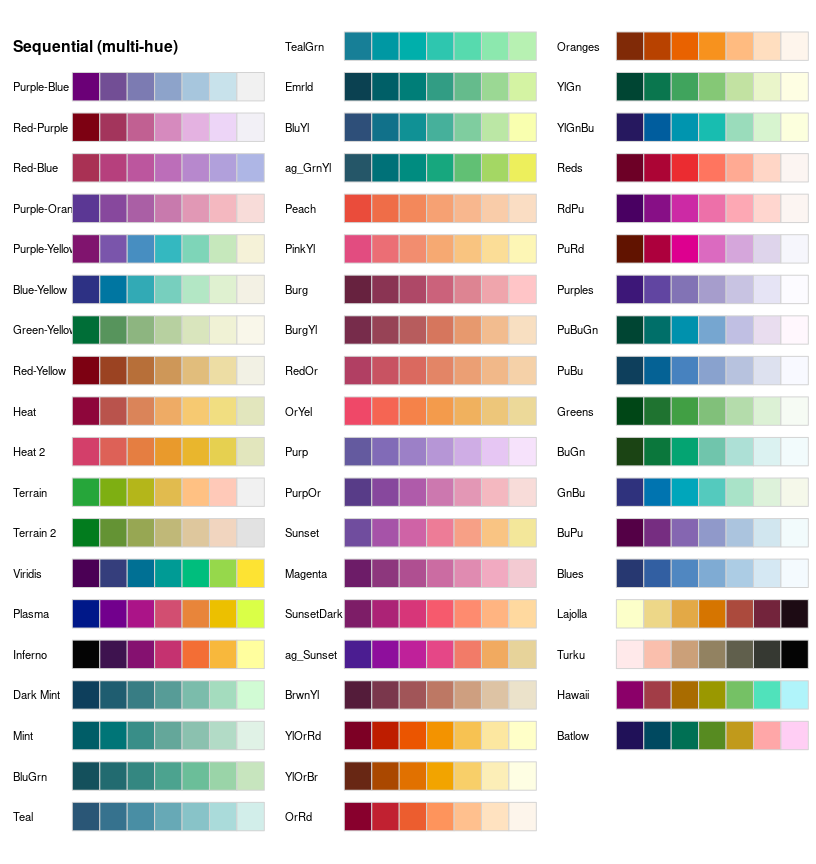 Sequential (multi-hue)
Purple-Blue
Red-Purple
Red-Blue
Purple-Oran
Purple-Yellow
Blue-Yellow
Green-Yellow
Red-Yellow
Heat
Heat 2
Terrain
Terrain 2
Viridis
Plasma
Inferno
Dark Mint
Mint
BluGrn
Teal
TealGrn
Emrld
BluYl
ag_GrnYl
Peach
PinkYl
Burg
BurgYl
RedOr
OrYel
Purp
PurpOr
Sunset
Magenta
SunsetDark
ag_Sunset
BrwnYl
YlOrRd
YlOrBr
OrRd
Oranges
YlGn
YlGnBu
Reds
RdPu
PuRd
Purples
PuBuGn
PuBu
Greens
BuGn
GnBu
BuPu
Blues
Lajolla
Turku
Hawaii
Batlow